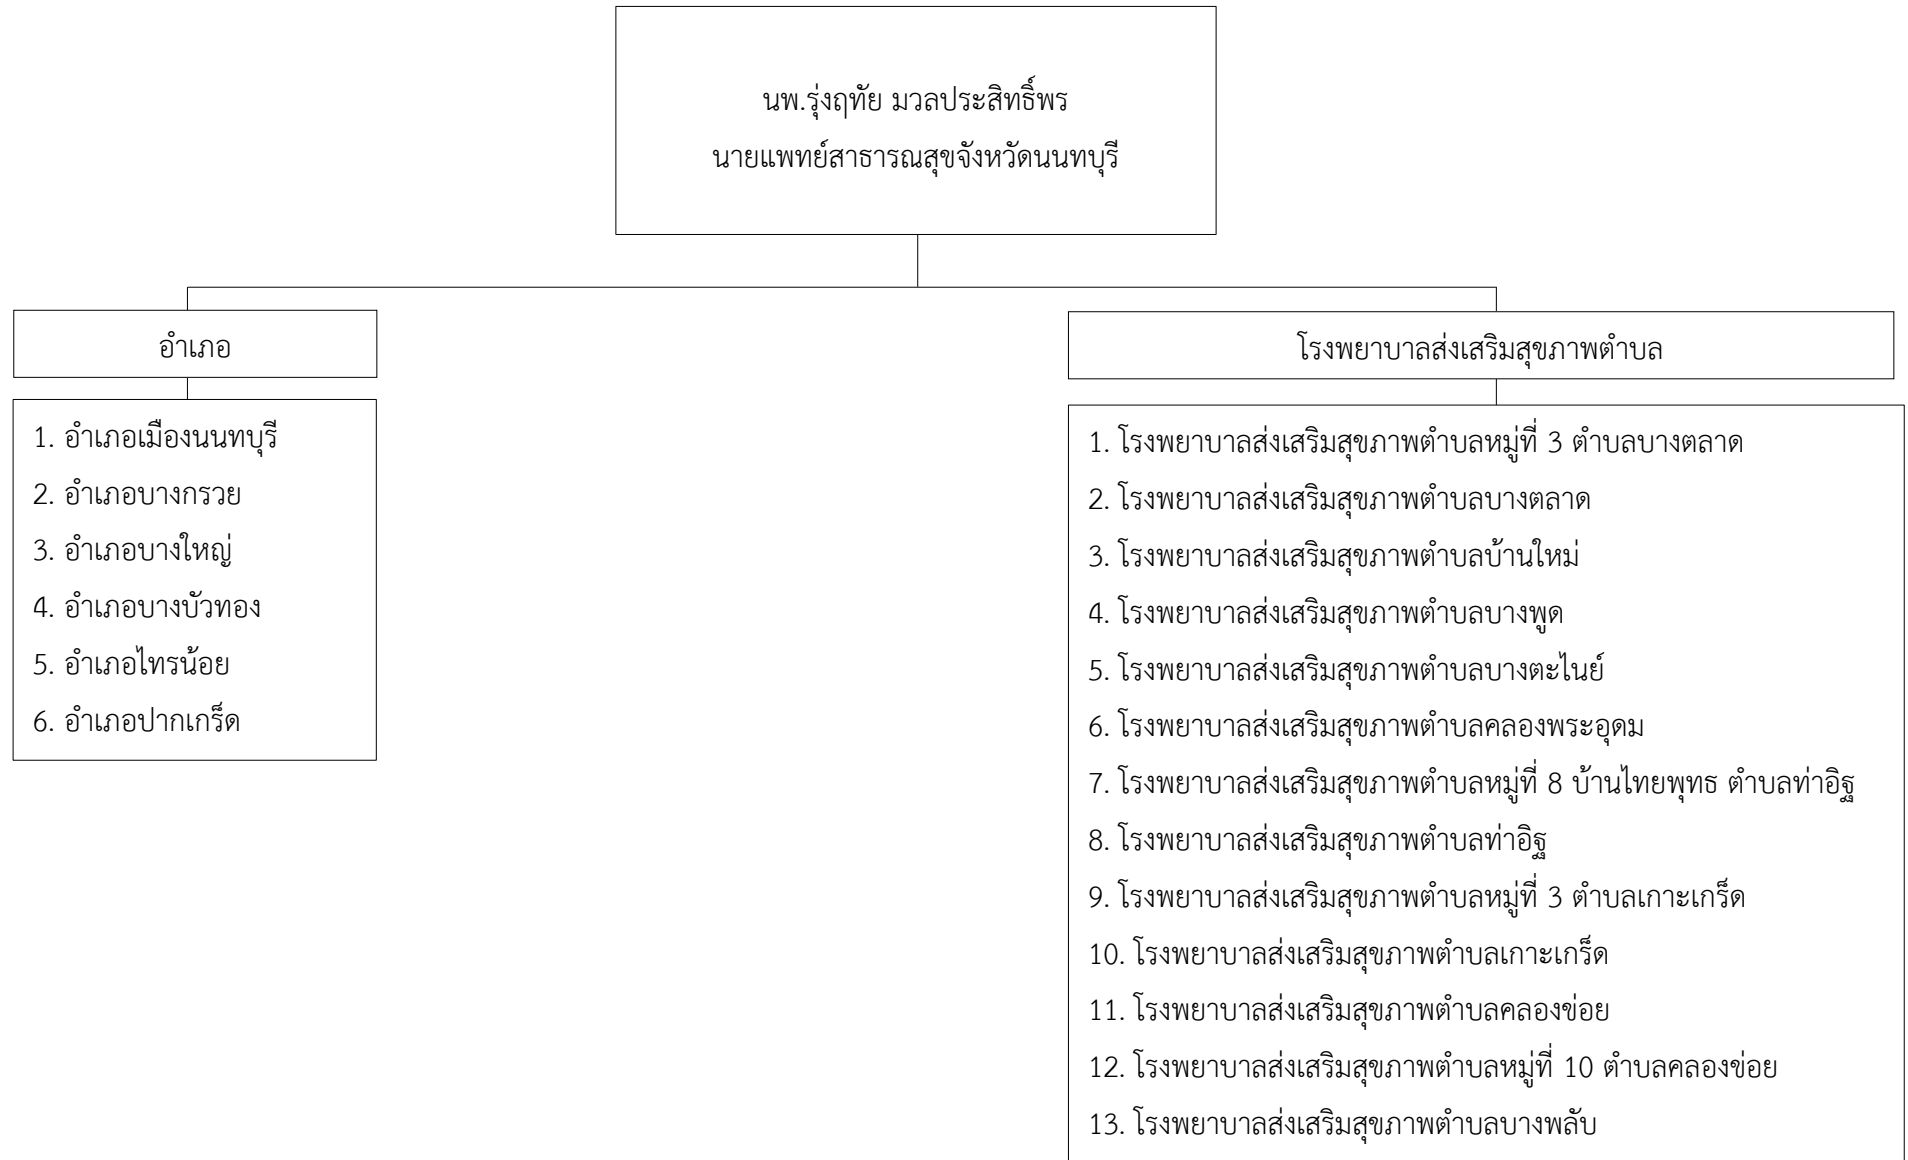 นพ.รุ่งฤทัย มวลประสิทธิ์พร
นายแพทย์สาธารณสุขจังหวัดนนทบุรี
อำเภอ
1. อำเภอเมืองนนทบุรี
2. อำเภอบางกรวย
3. อำเภอบางใหญ่
4. อำเภอบางบัวทอง
5. อำเภอไทรน้อย
6. อำเภอปากเกร็ด
โรงพยาบาลส่งเสริมสุขภาพตำบล
1. โรงพยาบาลส่งเสริมสุขภาพตำบลหมู่ที่ 3 ตำบลบางตลาด
2. โรงพยาบาลส่งเสริมสุขภาพตำบลบางตลาด
3. โรงพยาบาลส่งเสริมสุขภาพตำบลบ้านใหม่
4. โรงพยาบาลส่งเสริมสุขภาพตำบลบางพูด
5. โรงพยาบาลส่งเสริมสุขภาพตำบลบางตะไนย์
6. โรงพยาบาลส่งเสริมสุขภาพตำบลคลองพระอุดม
7. โรงพยาบาลส่งเสริมสุขภาพตำบลหมู่ที่ 8 บ้านไทยพุทธ ตำบลท่าอิฐ
8. โรงพยาบาลส่งเสริมสุขภาพตำบลท่าอิฐ
9. โรงพยาบาลส่งเสริมสุขภาพตำบลหมู่ที่ 3 ตำบลเกาะเกร็ด
10. โรงพยาบาลส่งเสริมสุขภาพตำบลเกาะเกร็ด
11. โรงพยาบาลส่งเสริมสุขภาพตำบลคลองข่อย
12. โรงพยาบาลส่งเสริมสุขภาพตำบลหมู่ที่ 10 ตำบลคลองข่อย
13. โรงพยาบาลส่งเสริมสุขภาพตำบลบางพลับ